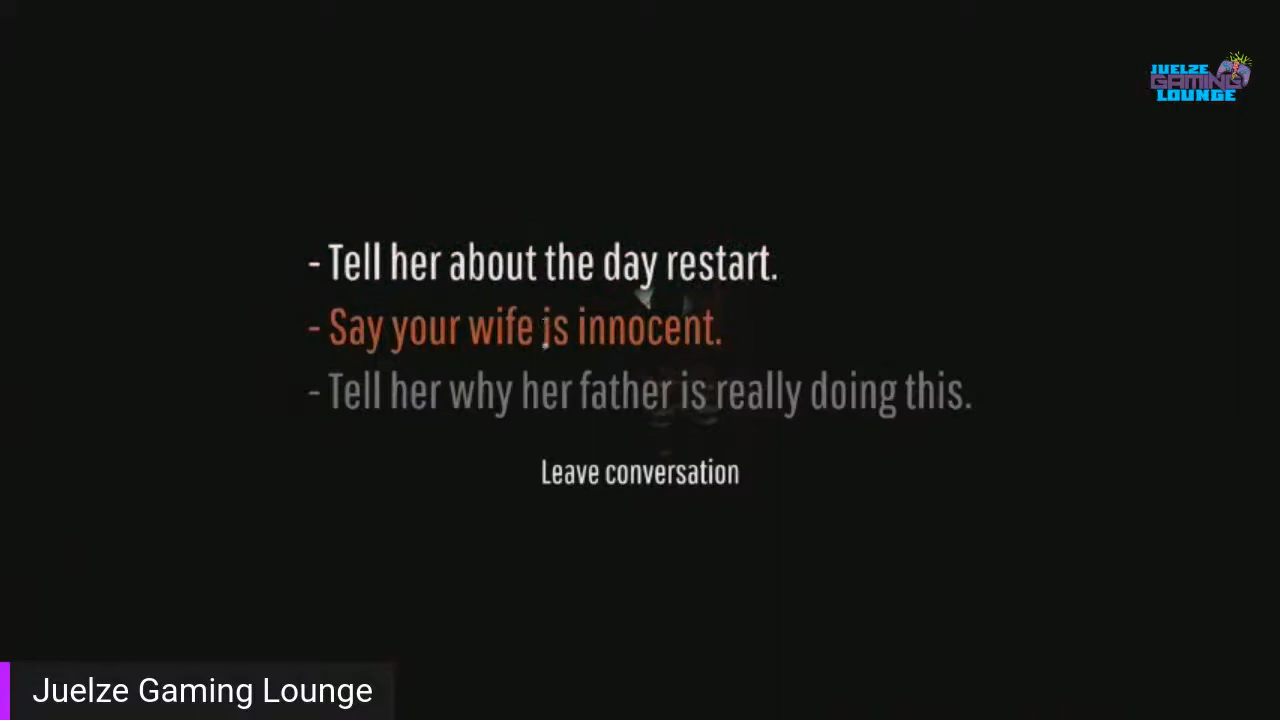 JUELZE
GAMING
LOUNGE
- Tell her about the day restart.
- Say your wife is innocent.
- Tell her why her father is really doing this.
Leave conversation
Juelze Gaming Lounge